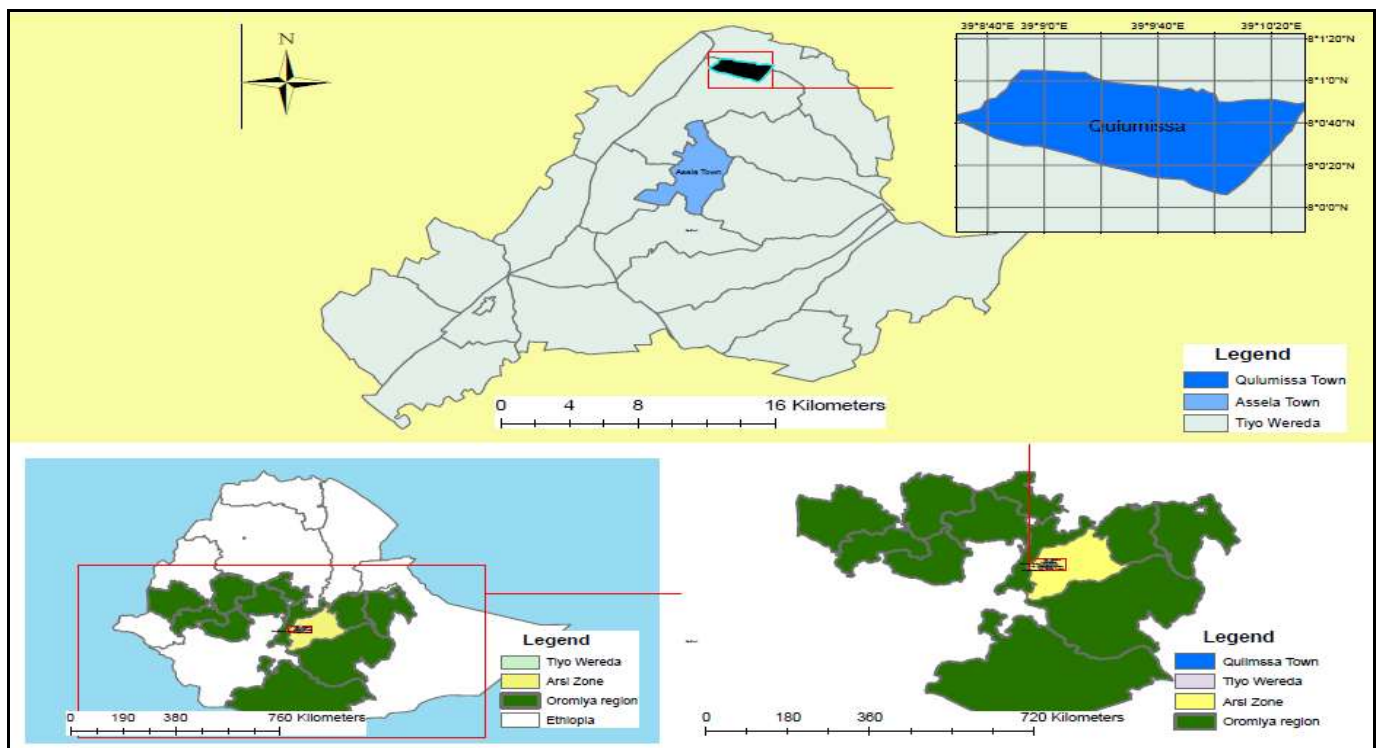 N
39°8'40"E 39°9'0"E 39°9'40"E 39°10'20"E
8°1'20"N
8°1'0"N
8°0'40"N
8°0'20"N
8°0'0"N
Qulumissa
Assela Town
Legend
Qulumissa Town
Assela Town
Tiyo Wereda
0 4 8 16 Kilometers
Legend
Tiyo Wereda
Arsi Zone
Oromiya region
Ethiopia
0 190 380 760 Kilometers
Legend
Qulimssa Town
Tiyo Wereda
Arsi Zone
Oromiya region
0 180 360 720 Kilometers